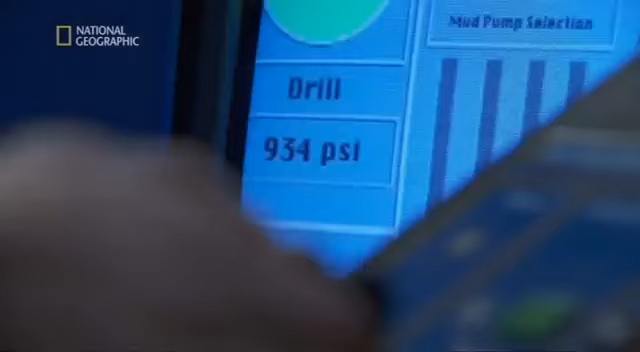 NATIONAL
GEOGRAPHIC
Mud Pump Selection
Drill
934 psi